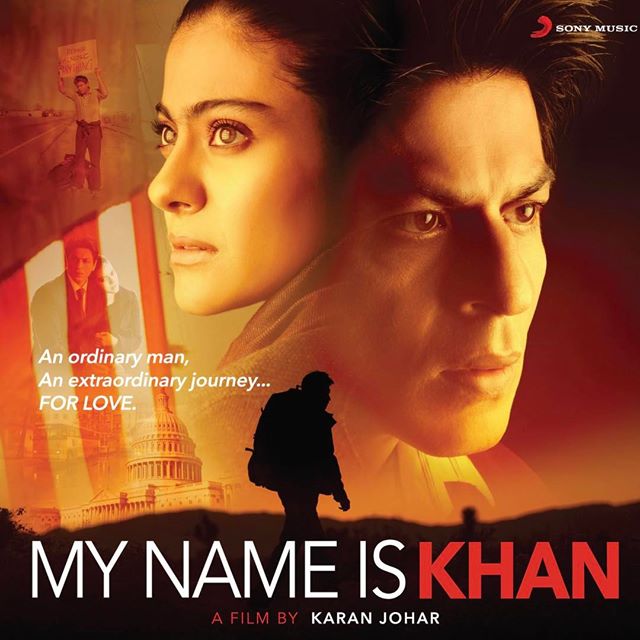 SONY MUSIC
An ordinary man,
An extraordinary journey...
FOR LOVE.
MY NAME IS KHAN
A FILM BY KARAN JOHAR